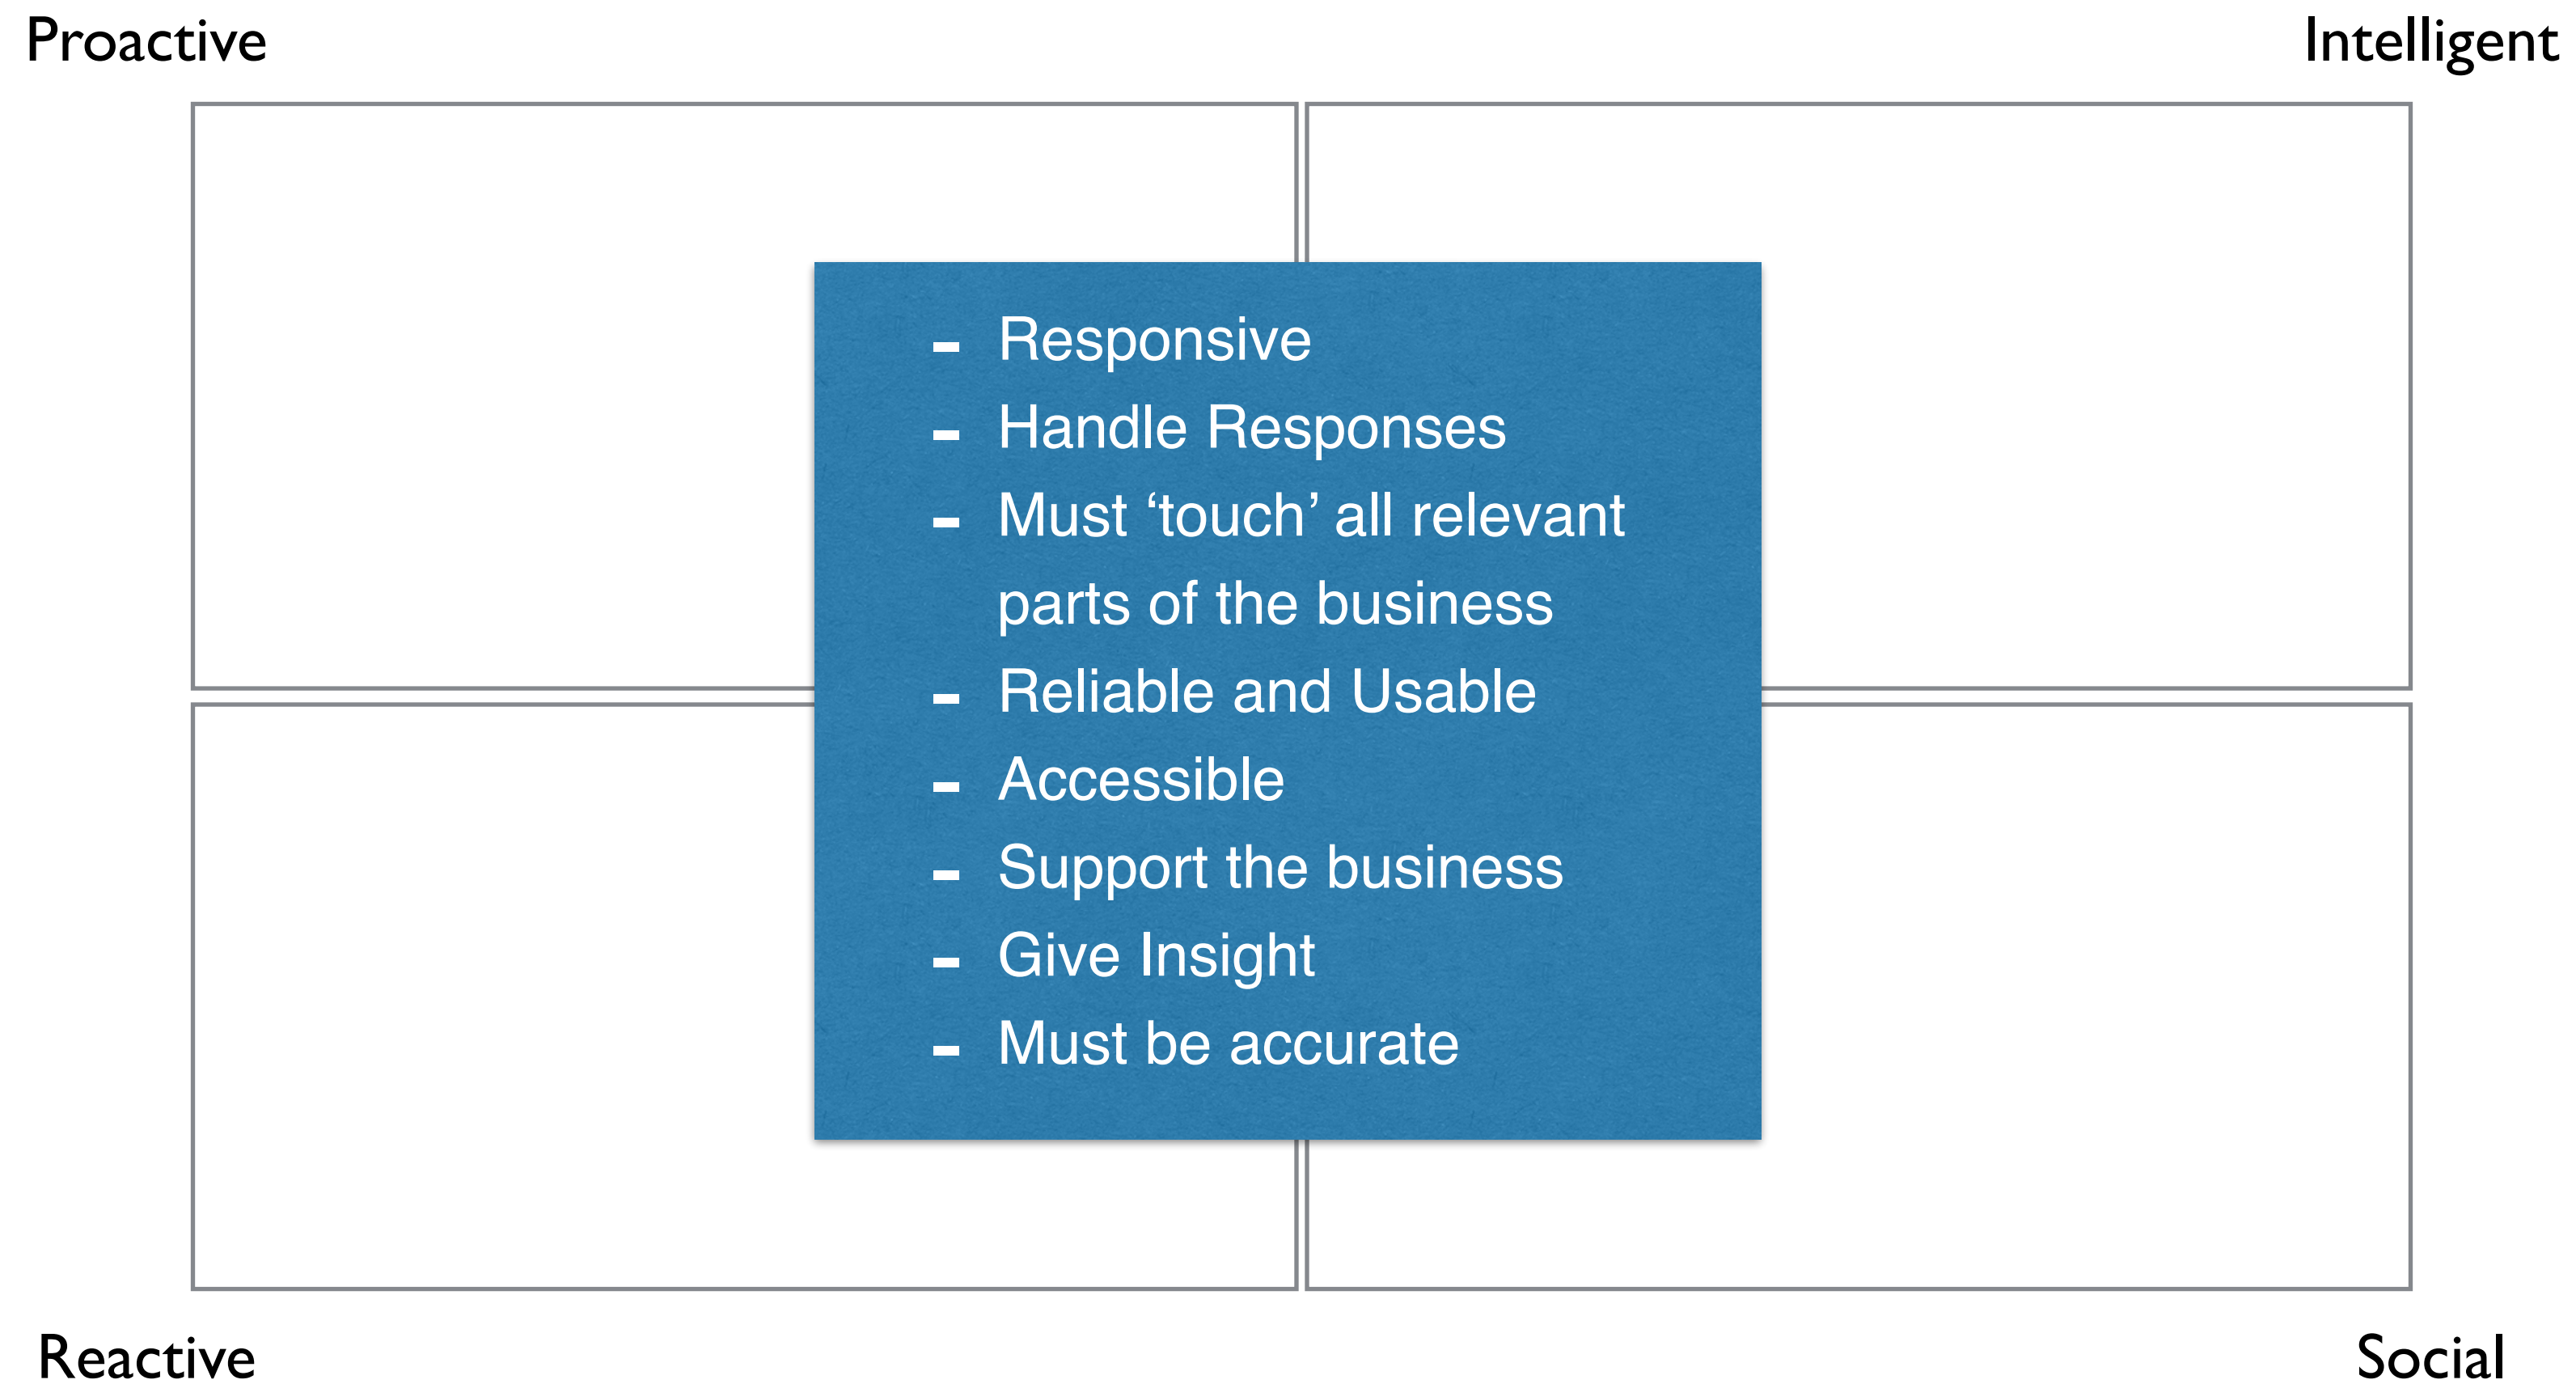 Proactive
Intelligent
- Responsive
- Handle Responses
- Must ‘touch’ all relevant
parts of the business
- Reliable and Usable
- Accessible
- Support the business
- Give Insight
- Must be accurate
Reactive
Social